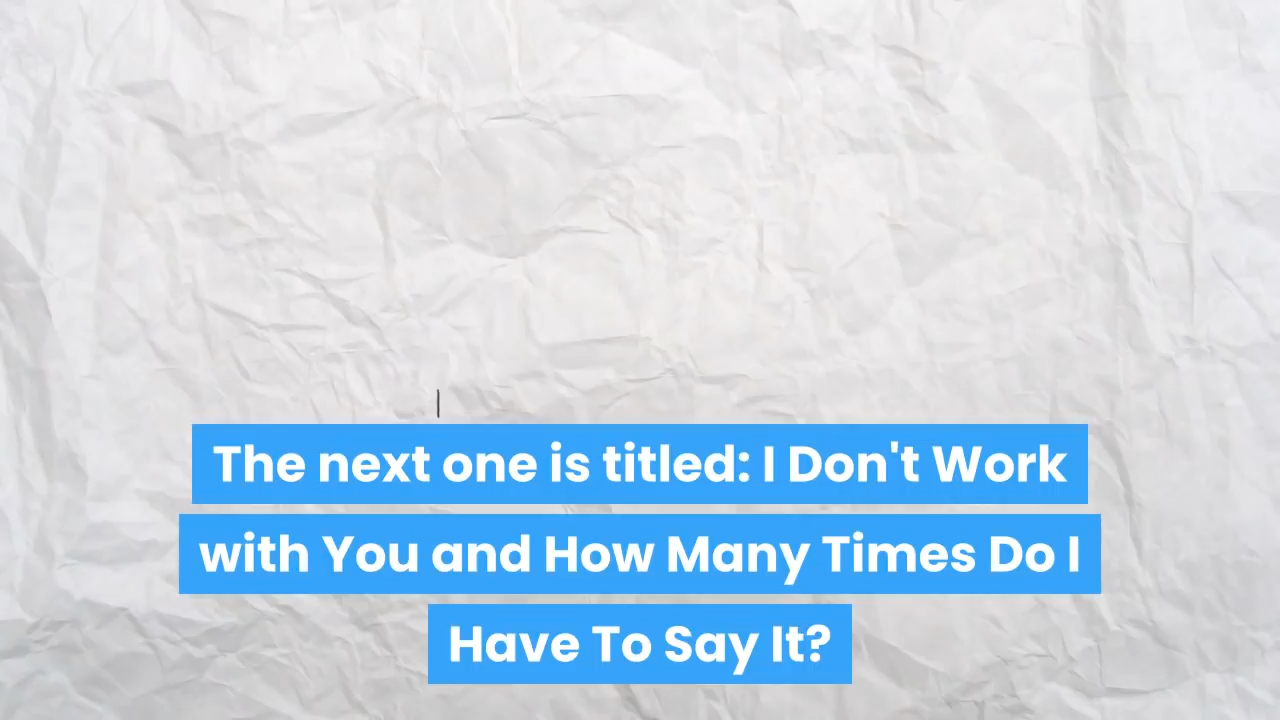 The next one is titled: I Don't Work
with You and How Many Times Do I
Have To Say It?